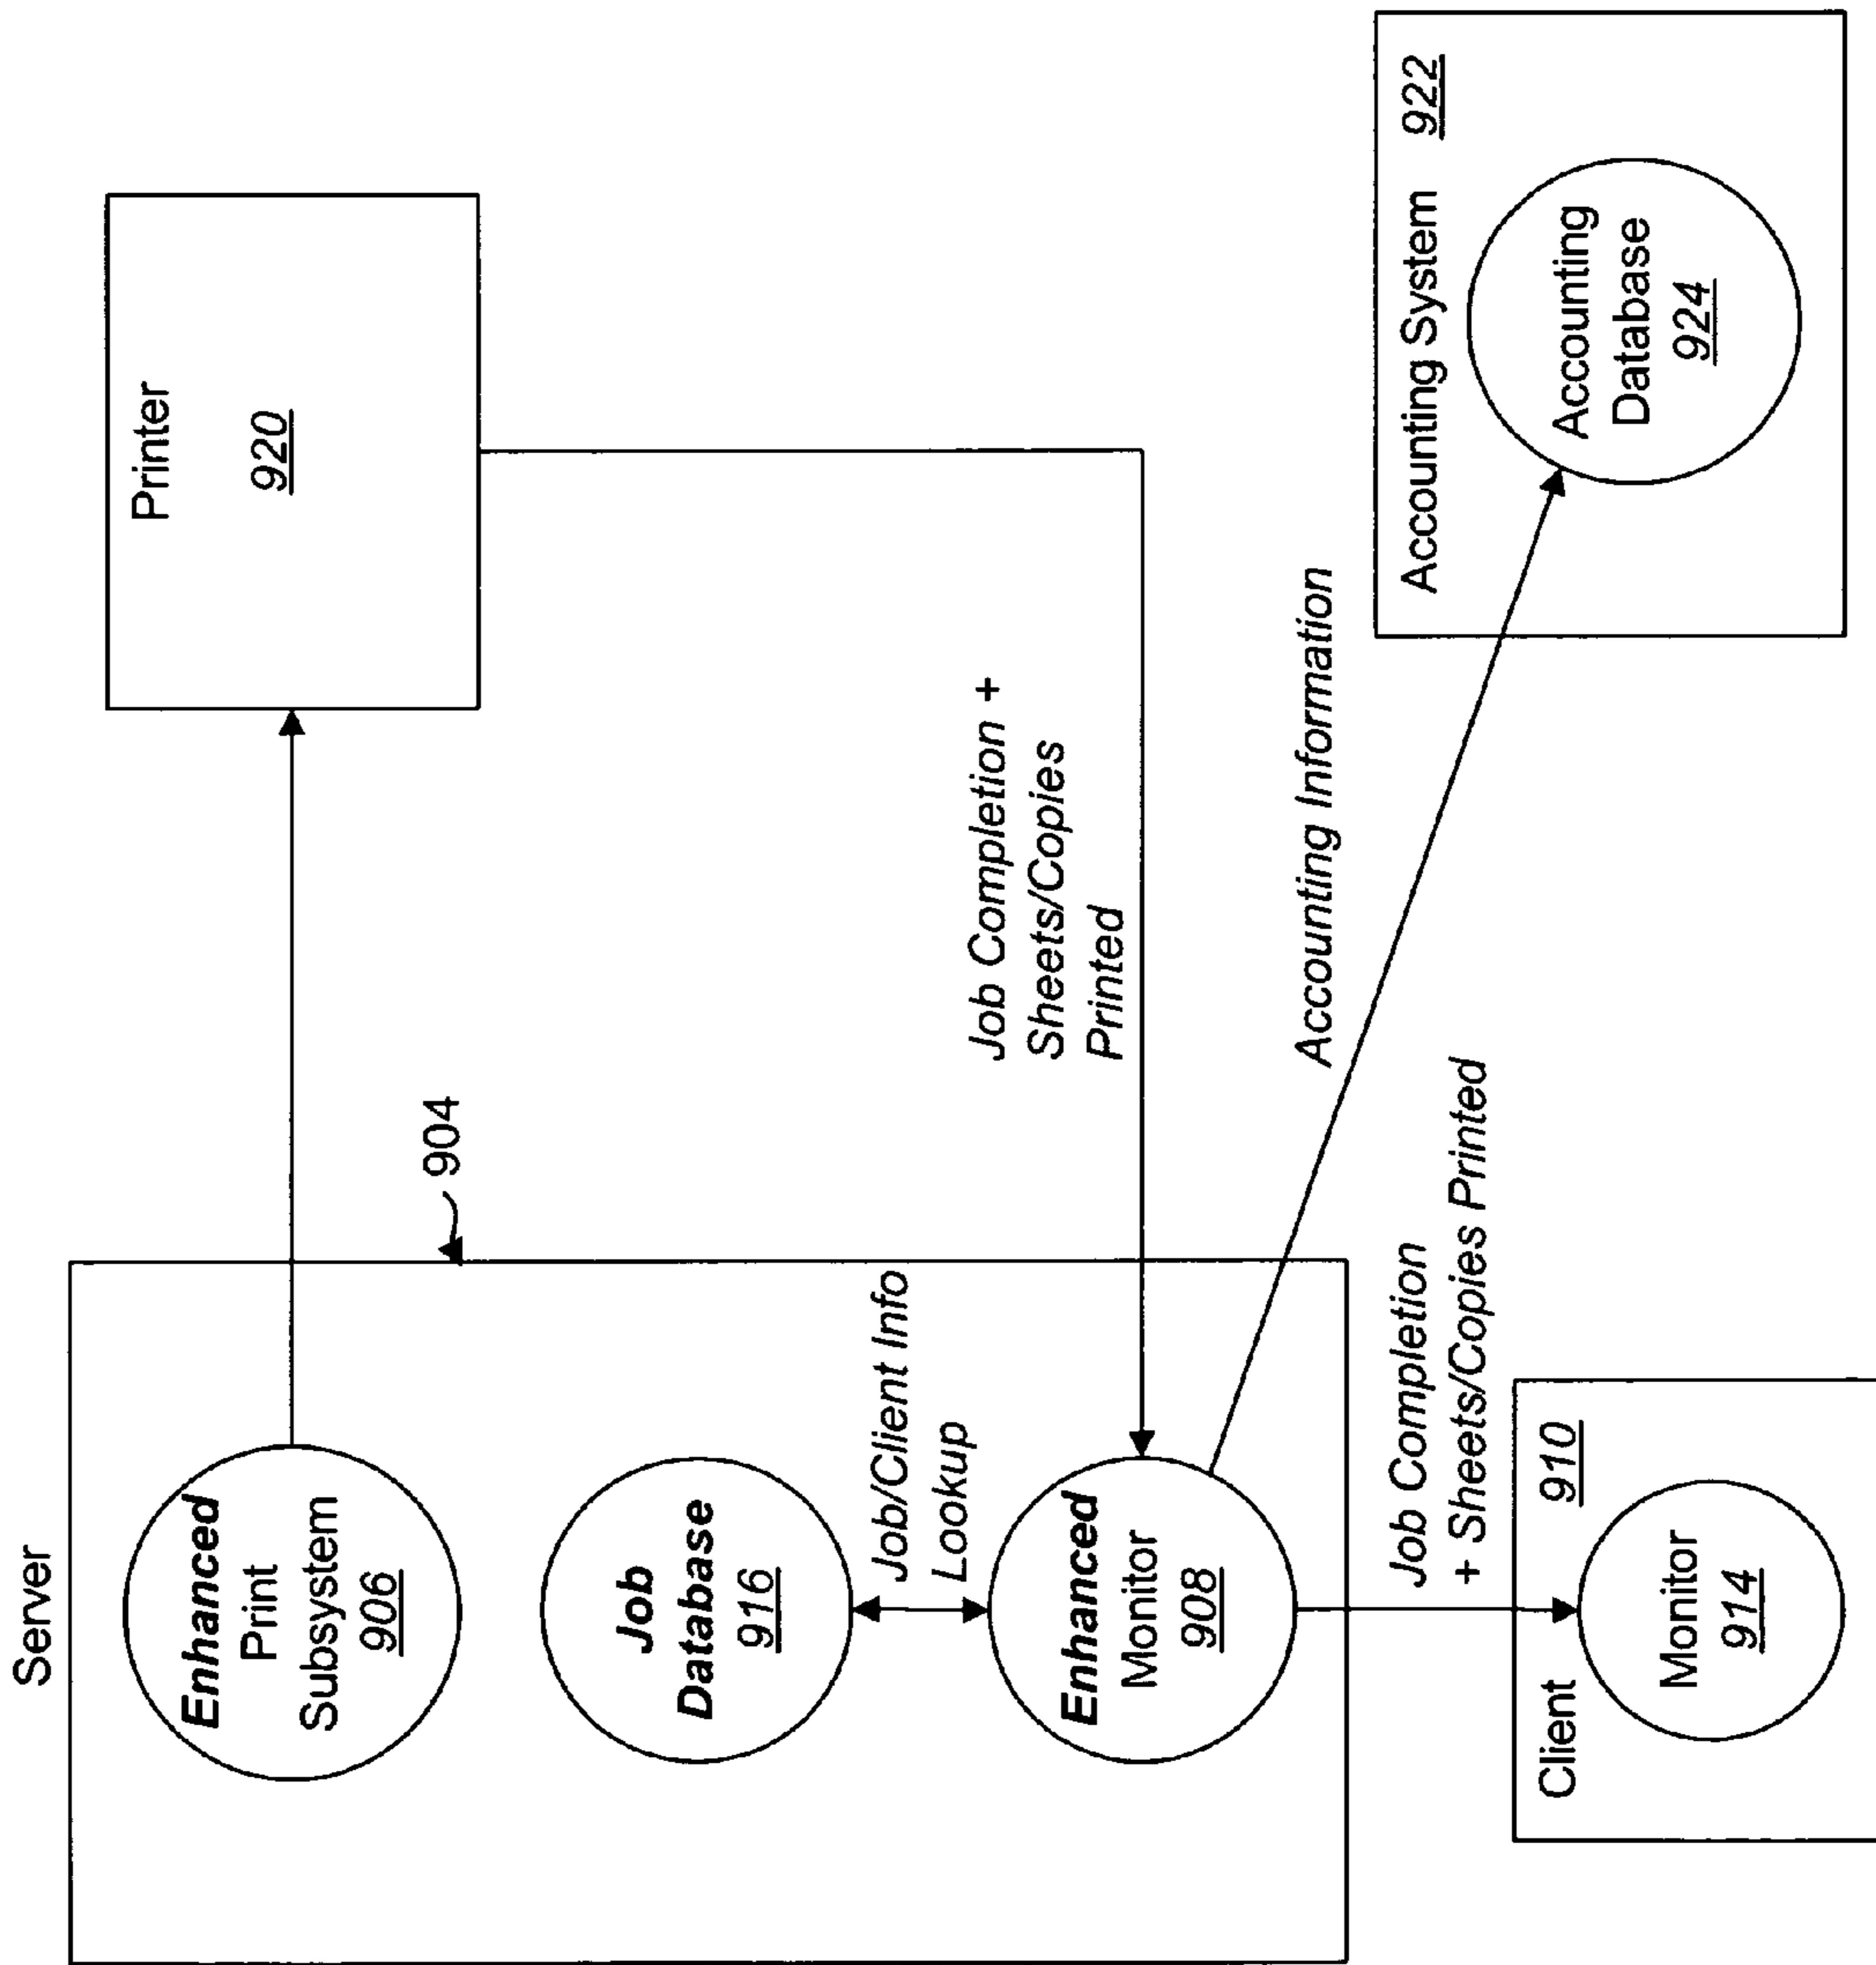 Server
Enhanced
Print
Subsystem
906
Job
Database
916
Job/Client Info
Lookup
Enhanced
Monitor
908
904
Printer
920
Job Completion +
Sheets/Copies
Printed
Accounting Information
Job Completion
+ Sheets/Copies Printed
Client 910
Monitor
914
Accounting System 922
Accounting
Database
924